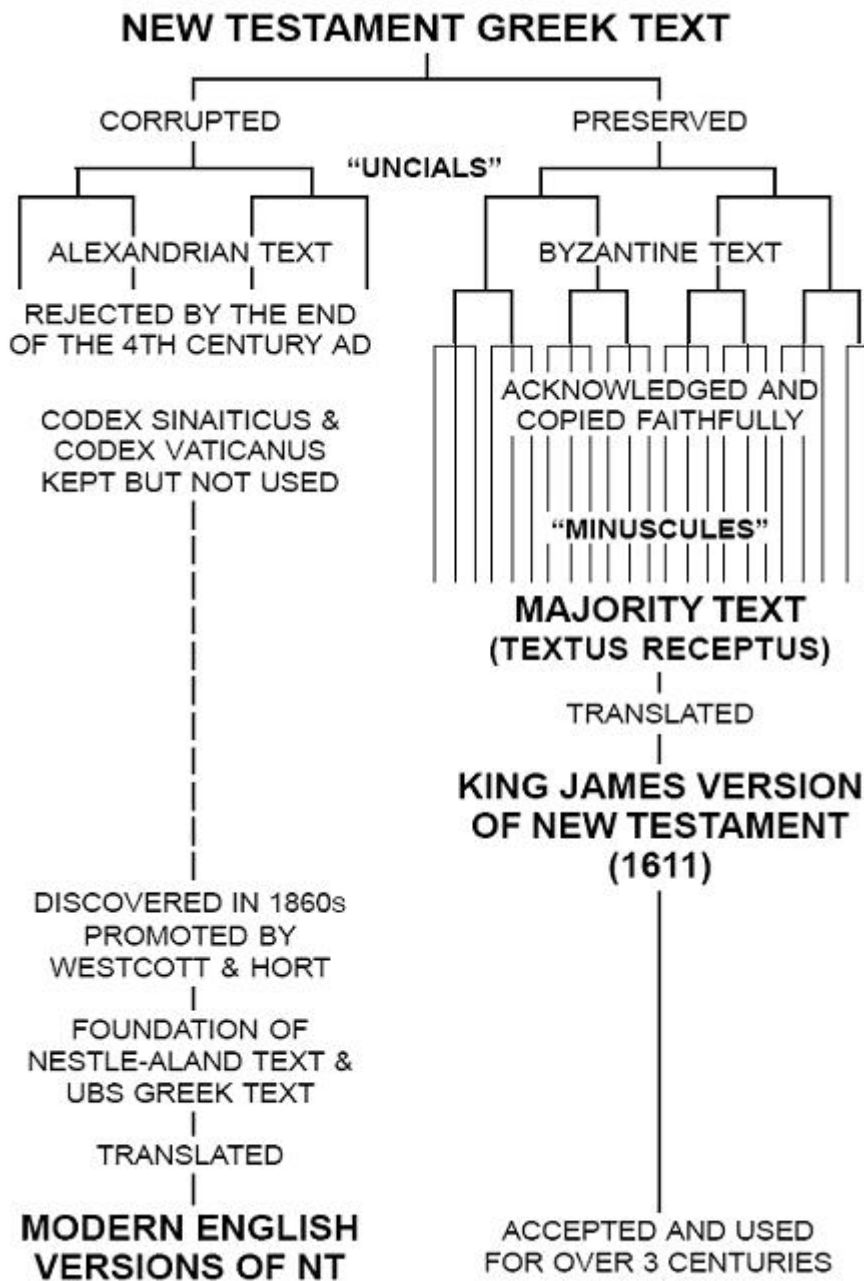 NEW TESTAMENT GREEK TEXT
CORRUPTED
PRESERVED
“UNCIALS”
ALEXANDRIAN TEXT
BYZANTINE TEXT
REJECTED BY THE END
OF THE 4TH CENTURY AD
ACKNOWLEDGED AND
COPIED FAITHFULLY
CODEX SINAITICUS &
CODEX VATICANUS
KEPT BUT NOT USED
“MINUSCULES”
MAJORITY TEXT
(TEXTUS RECEPTUS)
TRANSLATED
KING JAMES VERSION
OF NEW TESTAMENT
(1611)
DISCOVERED IN 1860s
PROMOTED BY
WESTCOTT & HORT
FOUNDATION OF
NESTLE-ALAND TEXT &
UBS GREEK TEXT
TRANSLATED
MODERN ENGLISH
VERSIONS OF NT
ACCEPTED AND USED
FOR OVER 3 CENTURIES